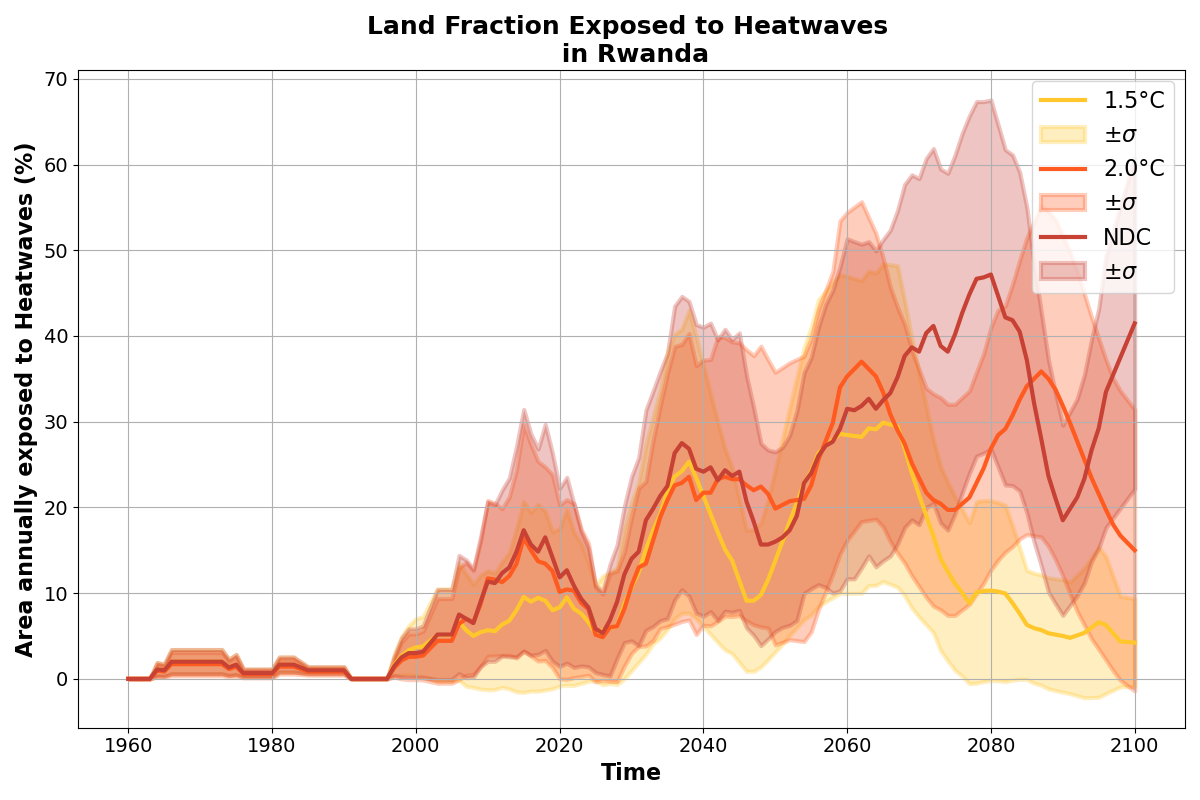 Land Fraction Exposed to Heatwaves
in Rwanda
Area annually exposed to Heatwaves (%)
70
60
50
40
30
20
10
0
1960
1980
2000
2020
2040
2060
2080
2100
Time
1.5°C
±σ
2.0°C
±σ
NDC
±σ